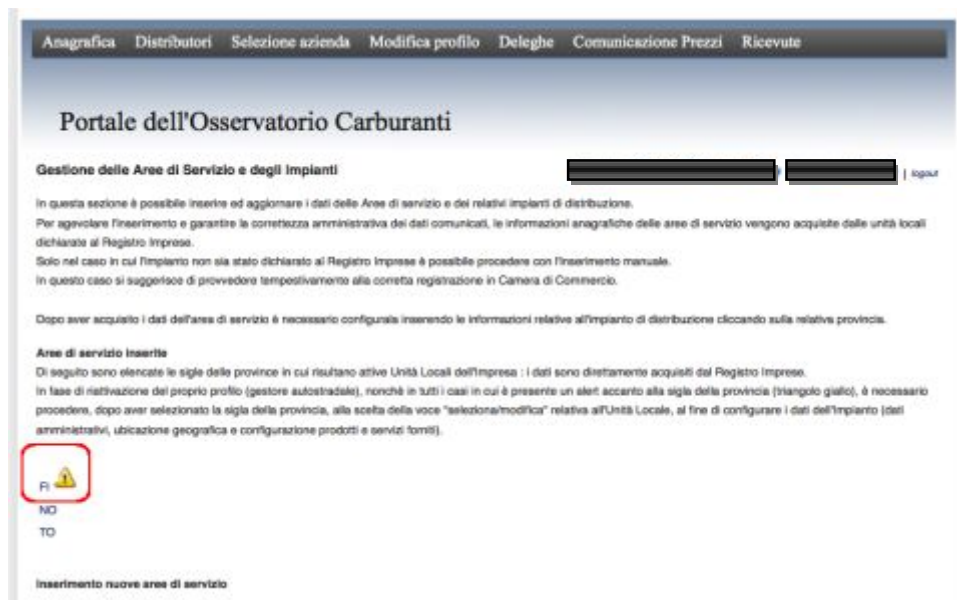 Anagrafica Distributori Selezione azienda Modifica profilo Deleghe Comunicazione Prezzi Ricevute
Portale dell'Osservatorio Carburanti
Gestione delle Aree di Servizio e degli Impianti
| logout
In questa sezione è possibile inserire ed aggiornare i dati delle Aree di servizio e dei relativi impianti di distribuzione.
Per agevolare l'inserimento e garantire la correttezza amministrativa dei dati comunicati, le informazioni anagrafiche delle aree di servizio vengono acquisite dalle unità locali
dichiarate al Registro Imprese.
Solo nel caso in cui l'impianto non sia stato dichiarato al Registro Imprese è possibile procedere con l'inserimento manuale.
In questo caso si suggerisce di provvedere tempestivamente alla corretta registrazione in Camera di Commercio.
Dopo aver acquisito i dati dell'area di servizio è necessario configurala inserendo le informazioni relative all'impianto di distribuzione cliccando sulla relativa provincia.
Aree di servizio inserite
Di seguito sono elencate le sigle delle province in cui risultano attive Unità Locali dell'Impresa : i dati sono direttamente acquisiti dal Registro Imprese.
In fase di riattivazione del proprio profilo (gestore autostradale), nonchè in tutti i casi in cui è presente un alert accanto alla sigla della provincia (triangolo giallo), è necessario
procedere, dopo aver selezionato la sigla della provincia, alla scelta della voce "seleziona/modifica" relativa all'Unità Locale, al fine di configurare i dati dell'impianto (dati
amministrativi, ubicazione geografica e configurazione prodotti e servizi forniti).
FI
NO
TO
Inserimento nuove aree di servizio